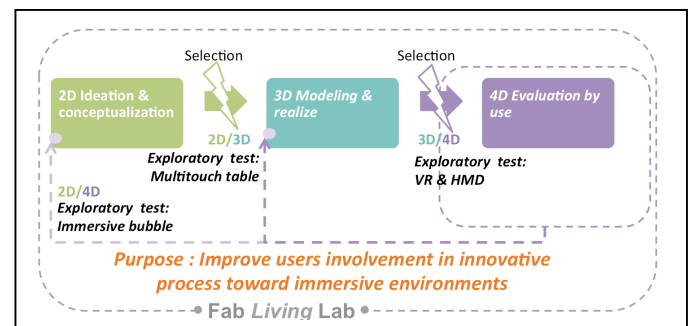 Selection
Selection
2D Ideation &
conceptualization
3D Modeling &
realize
4D Evaluation by
use
2D/3D
Exploratory test:
Multitouch table
3D/4D
Exploratory test:
VR & HMD
2D/4D
Exploratory test:
Immersive bubble
Purpose : Improve users involvement in innovative
process toward immersive environments
Fab Living Lab